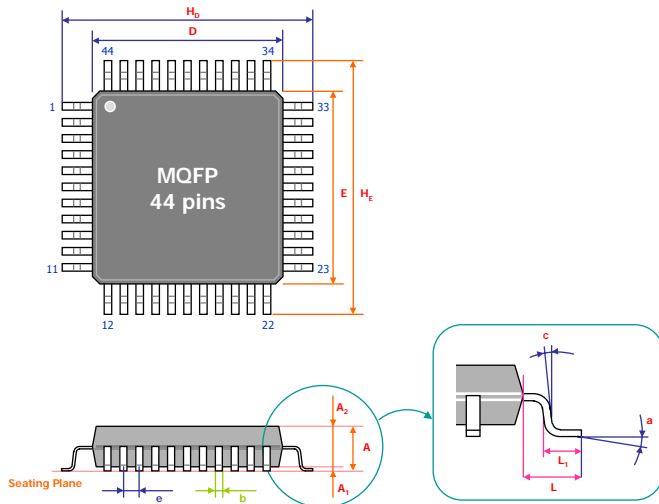 HD
D
44 34
1 33
MQFP
44 pins
E HE
11 23
12 22
c
A2
A
a
L1
Seating Plane
A1
L
e b